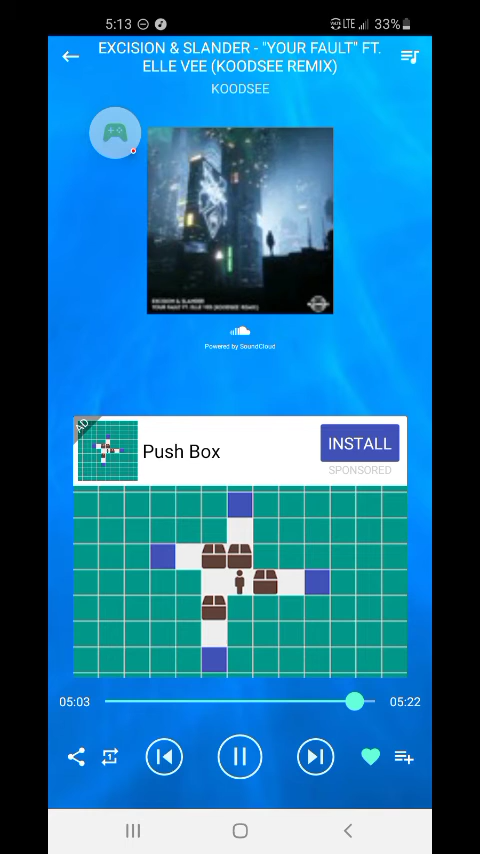 5:13
LTE 33%
EXCISION & SLANDER - "YOUR FAULT" FT.
ELLE VEE (KOODSEE REMIX)
KOODSEE
EXCISION & SLANDER
YOUR FAULT FT. ELLE VEE (KOODSEE REMIX)
Powered by SoundCloud
AD
Push Box
INSTALL
SPONSORED
05:03
05:22
1